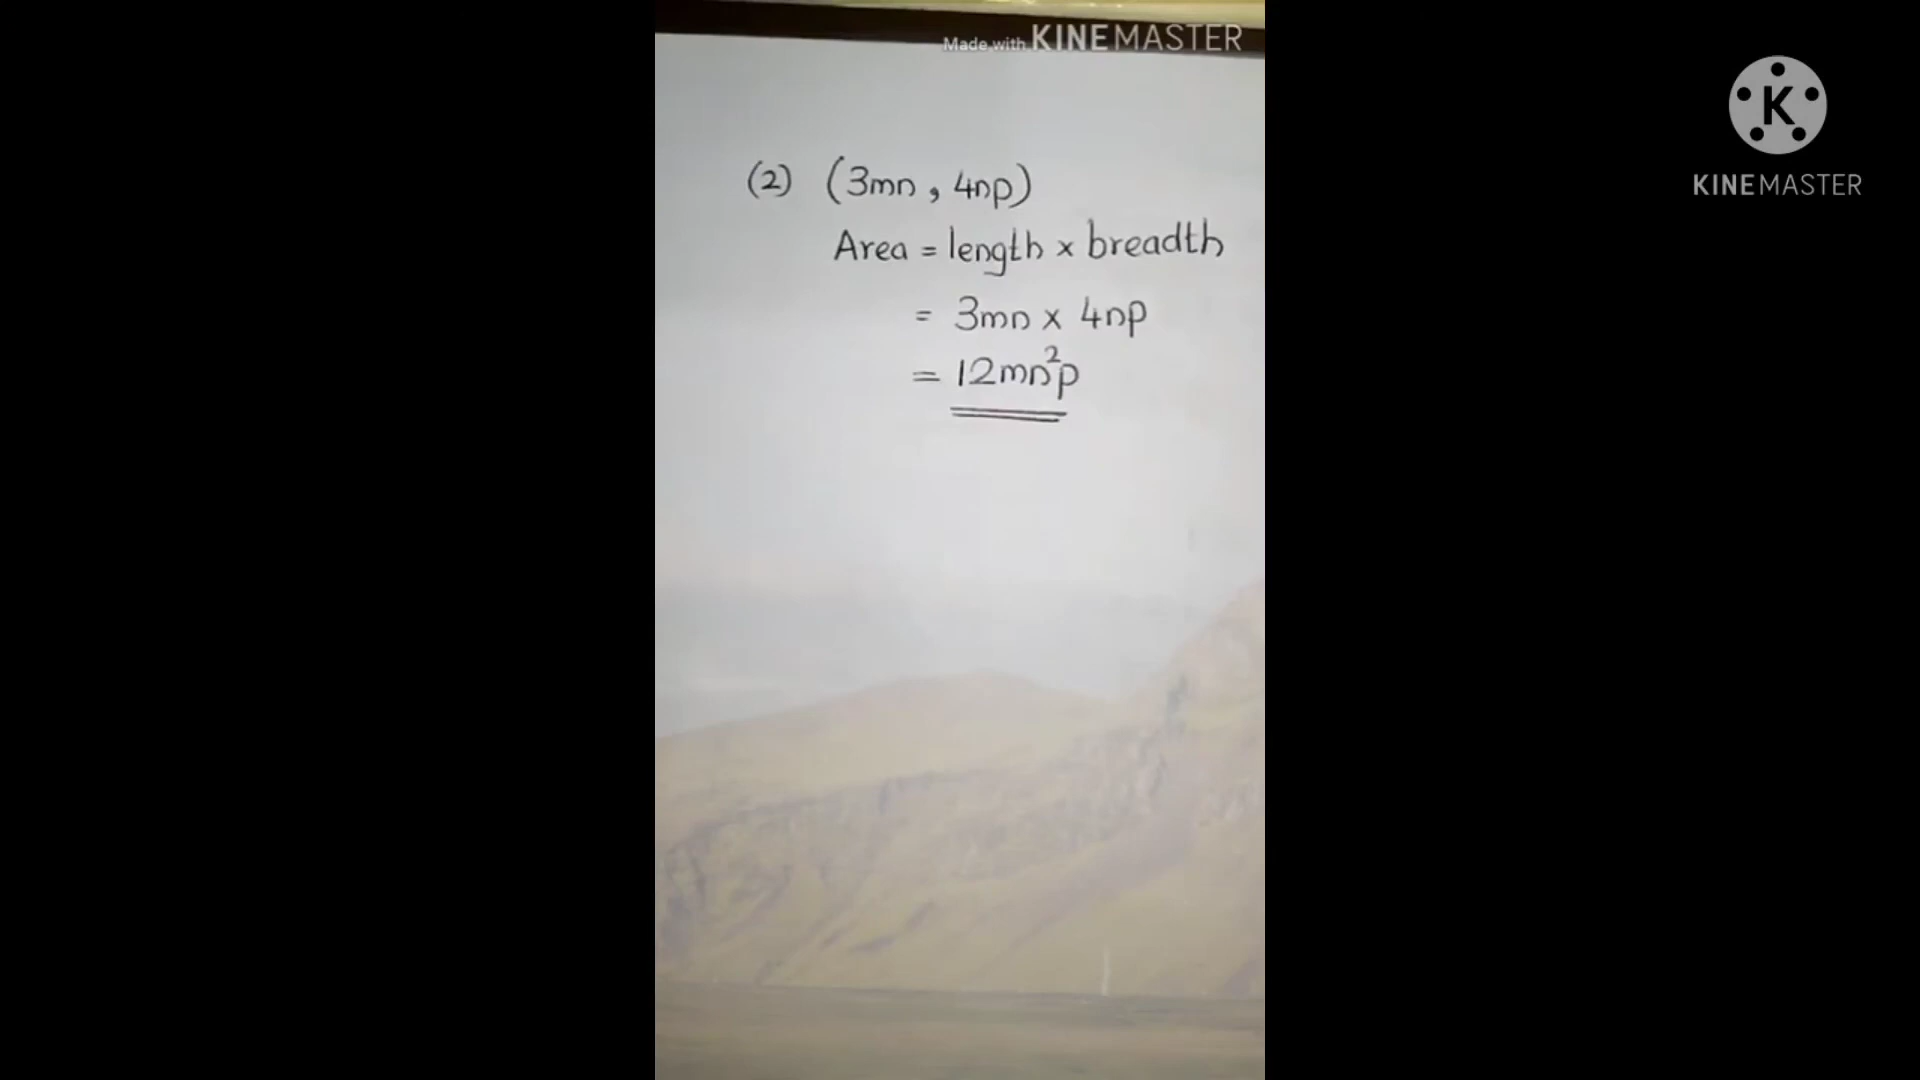 Made with KINEMASTER
K
KINEMASTER
(2) (3mn, 4np)
Area = length × breadth
= 3mn × 4np
= 12mn²p